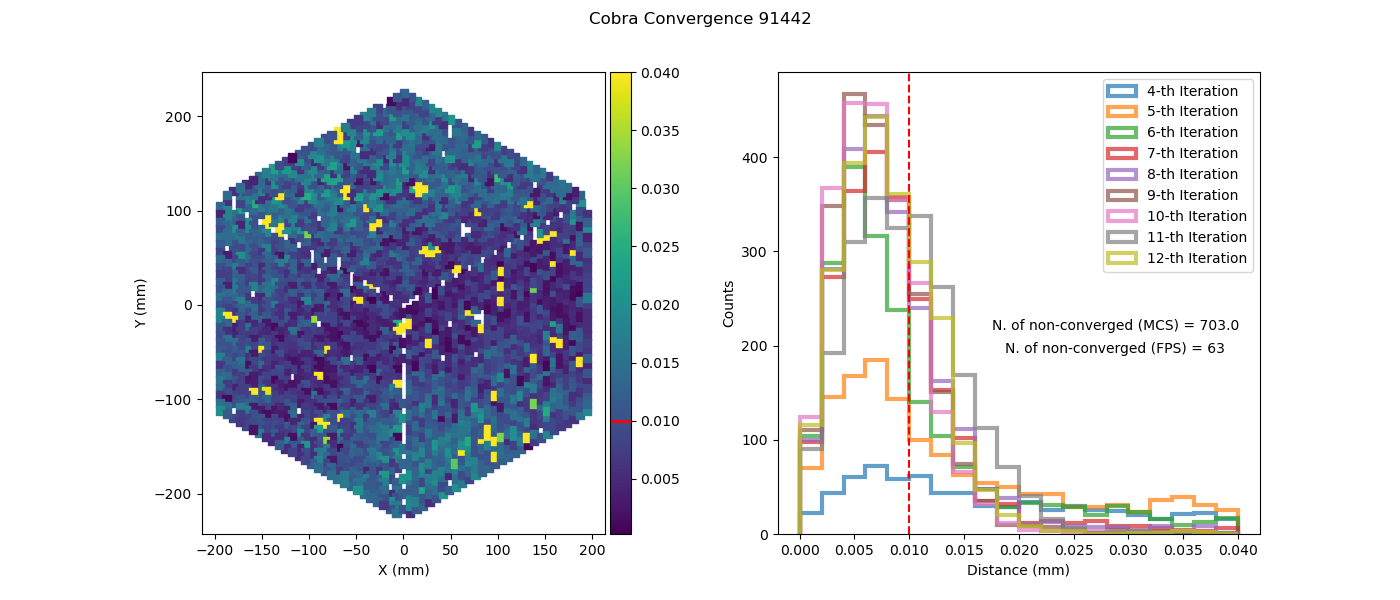 Cobra Convergence 91442
Y (mm)
200
100
0
−100
−200
−200
−150
−100
−50
0
50
100
150
200
X (mm)
0.040
0.035
0.030
0.025
0.020
0.015
0.010
0.005
Counts
400
300
200
100
0
0.000
0.005
0.010
0.015
0.020
0.025
0.030
0.035
0.040
Distance (mm)
4-th Iteration
5-th Iteration
6-th Iteration
7-th Iteration
8-th Iteration
9-th Iteration
10-th Iteration
11-th Iteration
12-th Iteration
N. of non-converged (MCS) = 703.0
N. of non-converged (FPS) = 63